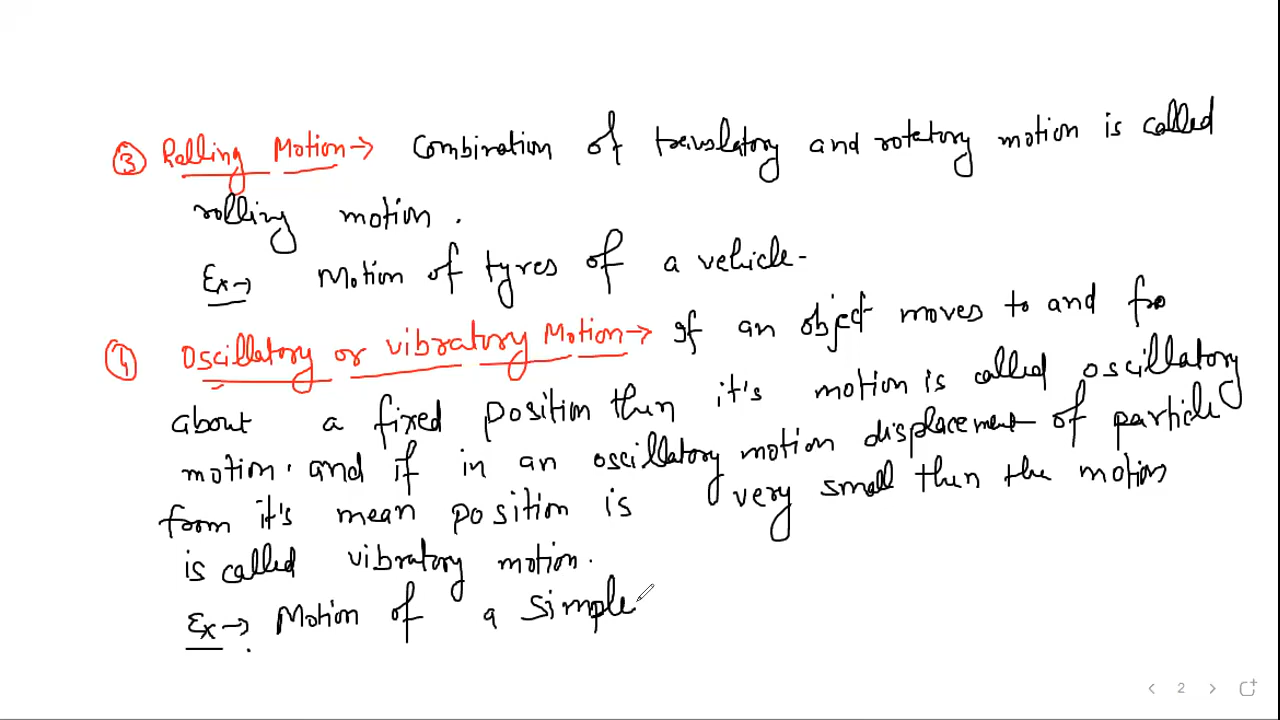 ③ Rolling Motion → Combination of translatory and rotatory motion is called
rolling motion.
Ex → Motion of tyres of a vehicle -
④ Oscillatory or vibratory Motion → If an object moves to and fro
about a fixed position then it's motion is called oscillatory
motion. and if in an oscillatory motion displacement of particle
from it's mean position is very small then the motion
is called vibratory motion.
Ex → Motion of a simple
2